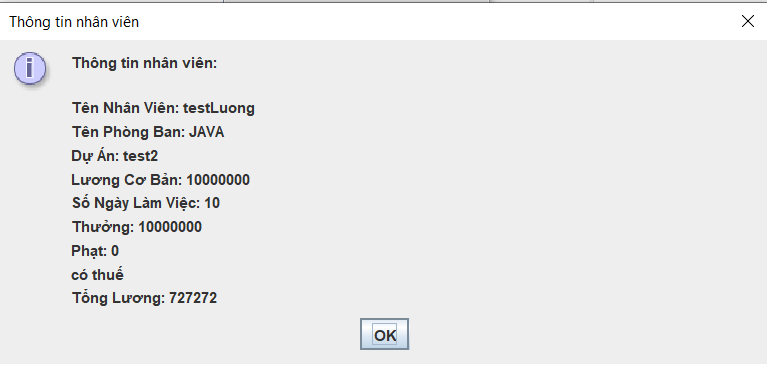 Thông tin nhân viên
Thông tin nhân viên:
Tên Nhân Viên: testLuong
Tên Phòng Ban: JAVA
Dự Án: test2
Lương Cơ Bản: 10000000
Số Ngày Làm Việc: 10
Thưởng: 10000000
Phạt: 0
có thuế
Tổng Lương: 727272
OK